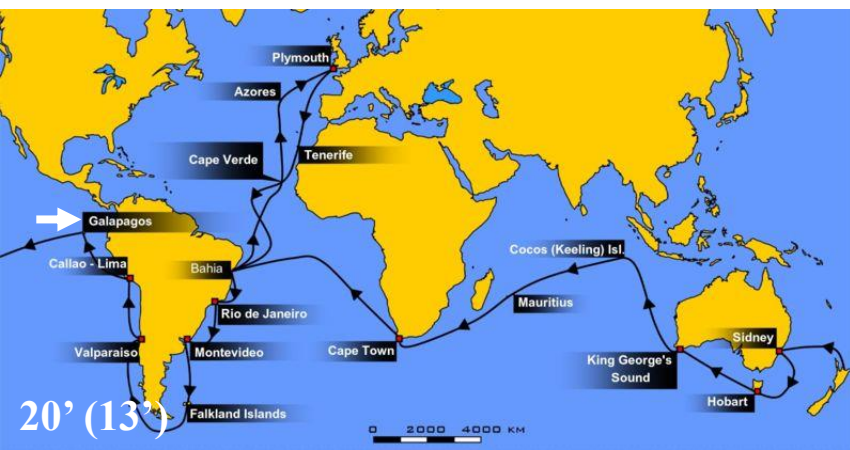 Plymouth
Azores
Cape Verde
Tenerife
Galapagos
Callao - Lima
Bahia
Cocos (Keeling) Isl.
Mauritius
Rio de Janeiro
Sidney
Valparaiso
Montevideo
Cape Town
King George's
Sound
Hobart
Falkland Islands
20’ (13’)
0 2000 4000 KM